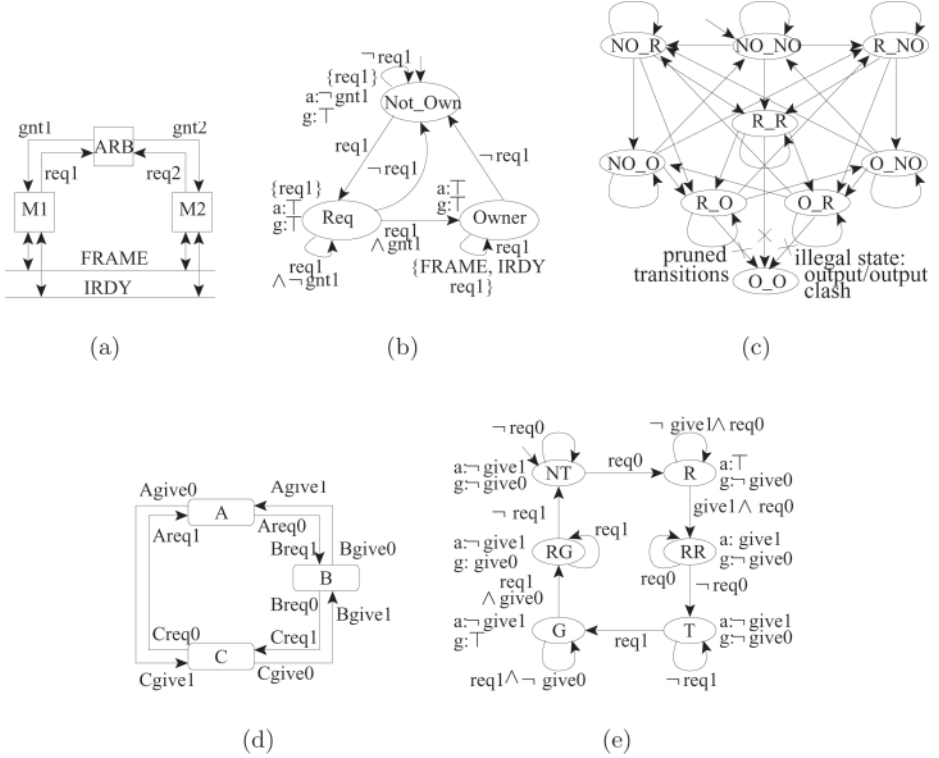 gnt1
gnt2
ARB
req1
req2
M1
M2
FRAME
IRDY
(a)
¬ req1
{req1}
a:¬ gnt1
g:⊤
Not_Own
req1
¬ req1
¬ req1
{req1}
a:⊤
g:⊤
Req
a:⊤
g:⊤
Owner
req1
∧ gnt1
req1
∧ ¬gnt1
req1
{FRAME, IRDY
req1}
(b)
NO_R
NO_NO
R_NO
R_R
NO_O
O_NO
R_O
O_R
pruned
transitions
illegal state:
output/output
clash
O_O
(c)
Agive0
Agive1
A
Areq1
Areq0
Breq1
Bgive0
B
Breq0
Bgive1
Creq0
Creq1
C
Cgive1
Cgive0
(d)
¬ req0
¬ give1∧ req0
a:¬ give1
g:¬ give0
NT
req0
R
a:⊤
g:¬ give0
¬ req1
give1∧ req0
a:¬ give1
g: give0
RG
req1
RR
a: give1
g:¬ give0
req0
¬ req0
req1
∧ give0
a:¬ give1
g:⊤
G
req1
T
a:¬ give1
g:¬ give0
req1∧ ¬ give0
¬ req1
(e)